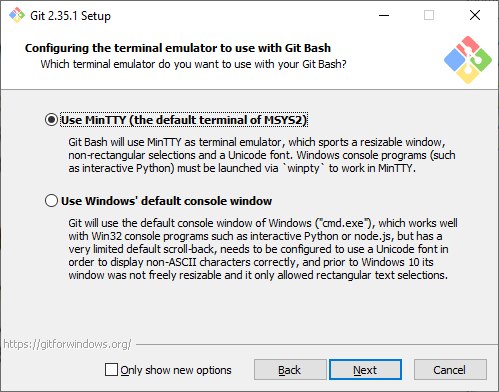 Git 2.35.1 Setup
Configuring the terminal emulator to use with Git Bash
Which terminal emulator do you want to use with your Git Bash?
Use MinTTY (the default terminal of MSYS2)
Git Bash will use MinTTY as terminal emulator, which sports a resizable window,
non-rectangular selections and a Unicode font. Windows console programs (such
as interactive Python) must be launched via `winpty` to work in MinTTY.
Use Windows' default console window
Git will use the default console window of Windows ("cmd.exe"), which works well
with Win32 console programs such as interactive Python or node.js, but has a
very limited default scroll-back, needs to be configured to use a Unicode font in
order to display non-ASCII characters correctly, and prior to Windows 10 its
window was not freely resizable and it only allowed rectangular text selections.
https://gitforwindows.org/
Only show new options
Back
Next
Cancel